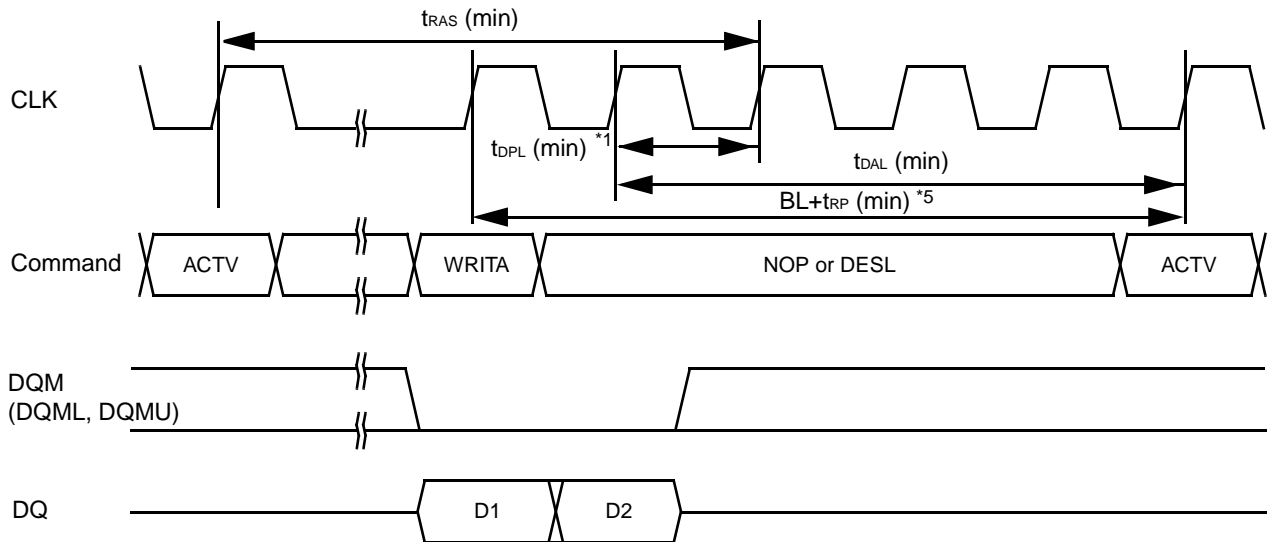 tRAS (min)
CLK
tDPL (min) *1
tDAL (min)
BL+tRP (min) *5
Command
ACTV
WRITA
NOP or DESL
ACTV
DQM
(DQML, DQMU)
DQ
D1
D2